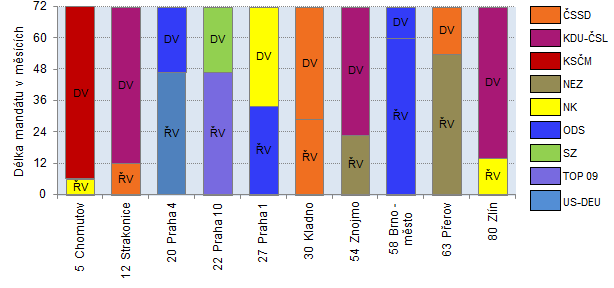 Délka mandátu v měsících
72
60
48
36
24
12
0
DV
ŘV
DV
ŘV
DV
ŘV
DV
ŘV
DV
ŘV
DV
ŘV
DV
ŘV
DV
ŘV
DV
ŘV
DV
ŘV
5 Chomutov
12 Strakonice
20 Praha 4
22 Praha 10
27 Praha 1
30 Kladno
54 Znojmo
58 Brno -
město
63 Přerov
80 Zlín
ČSSD
KDU-ČSL
KSČM
NEZ
NK
ODS
SZ
TOP 09
US-DEU